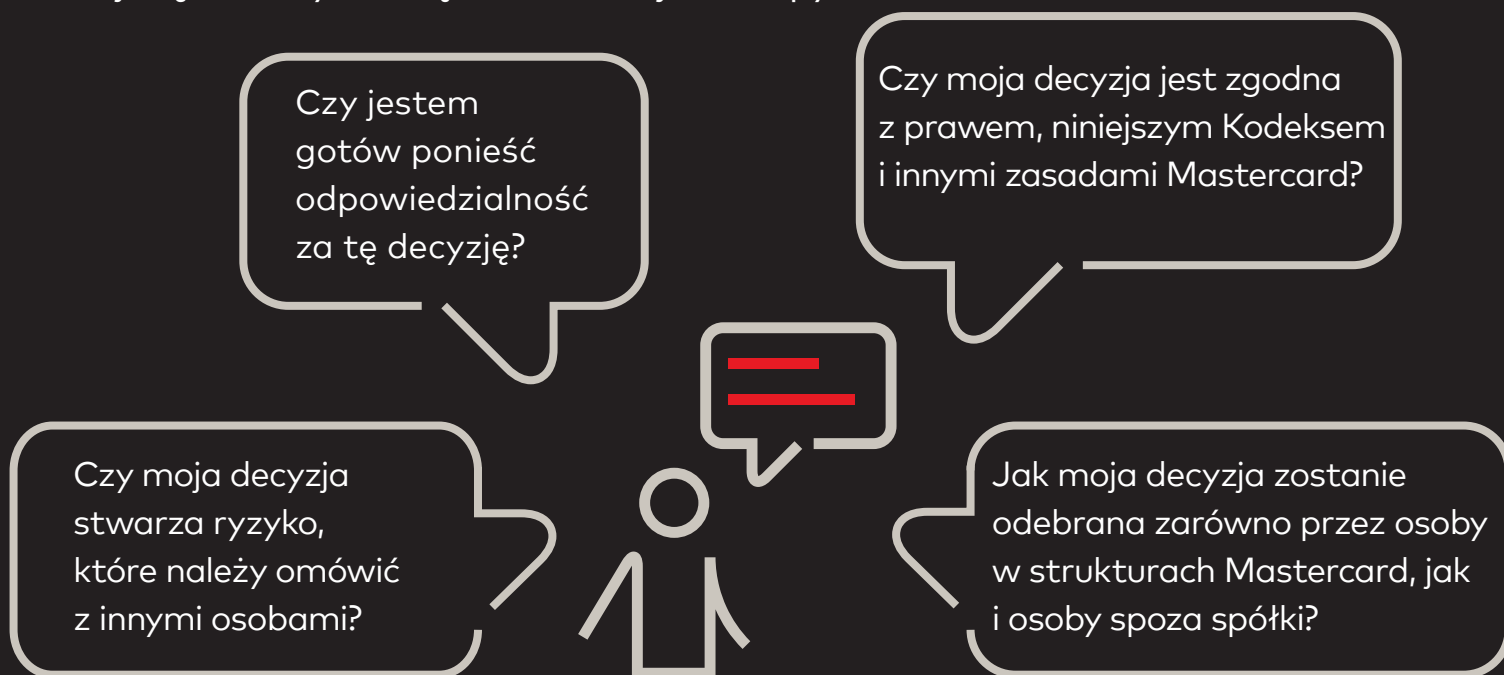 Czy jestem
gotów ponieść
odpowiedzialność
za tę decyzję?
Czy moja decyzja jest zgodna
z prawem, niniejszym Kodeksem
i innymi zasadami Mastercard?
Czy moja decyzja
stwarza ryzyko,
które należy omówić
z innymi osobami?
Jak moja decyzja zostanie
odebrana zarówno przez osoby
w strukturach Mastercard, jak
i osoby spoza spółki?